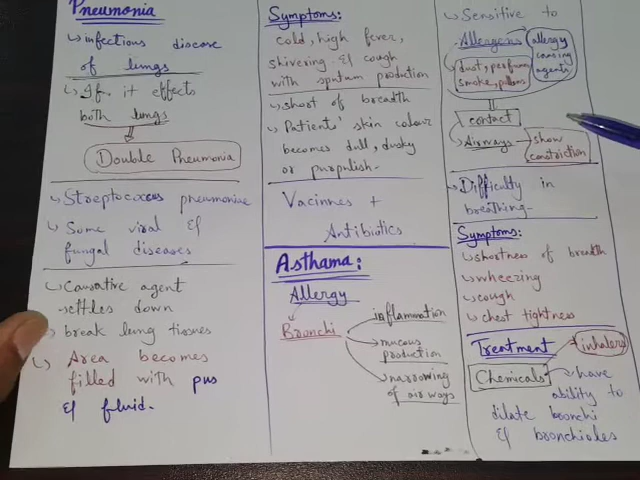 Pneumonia
infectious disease
of lungs
If it effects
both lungs
Double Pneumonia
Streptococcus pneumoniae
Some viral &
fungal diseases
Causative agent
settles down
break lung tissues
Area becomes
filled with pus
& fluid.
Symptoms:
cold, high fever,
shivering & cough
with sputum production
short of breath
Patients' skin colour
becomes dull, dusky
or purplish.
Vacinnes +
Antibiotics
Asthama:
Allergy
Bronchi
inflammation
mucous
production
narrowing
of air ways
Sensitive to
Allergens
allergy
causing
agents
dust, perfume
smoke, pollens
contact
Airways
show
constriction
Difficulty in
breathing.
Symptoms:
shortness of breath
wheezing
cough
chest tightness
Treatment
inhalers
Chemicals
have
ability to
dilate bronchi
& bronchioles